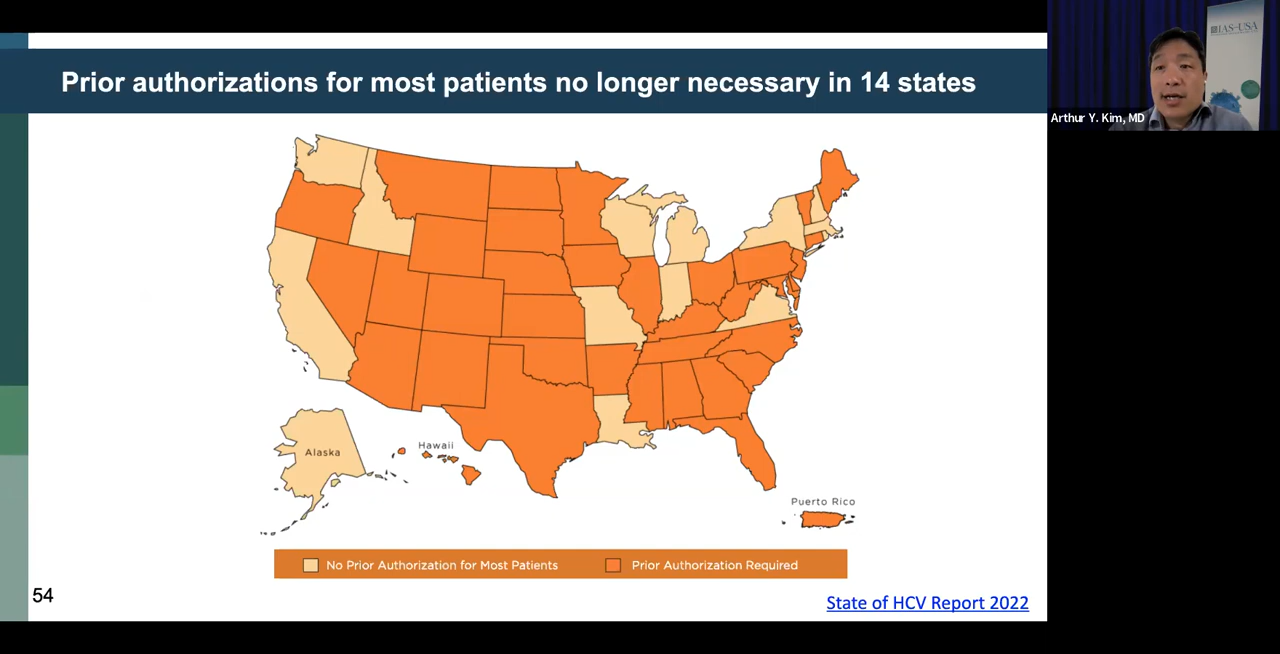 Prior authorizations for most patients no longer necessary in 14 states
IAS-USA
Arthur Y. Kim, MD
Alaska
Hawaii
Puerto Rico
No Prior Authorization for Most Patients
Prior Authorization Required
54
State of HCV Report 2022